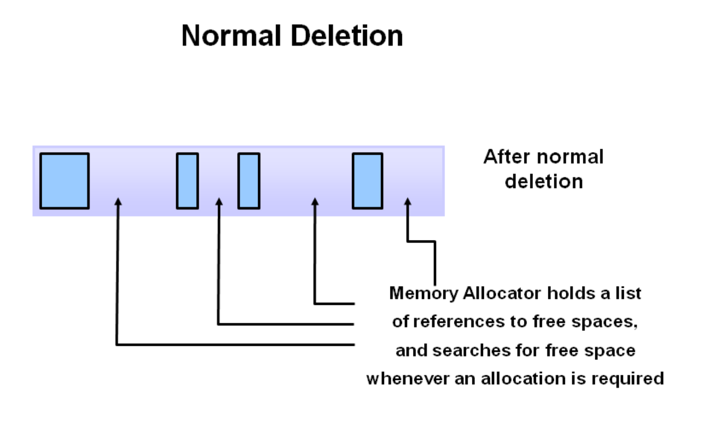 Normal Deletion
After normal
deletion
Memory Allocator holds a list
of references to free spaces,
and searches for free space
whenever an allocation is required